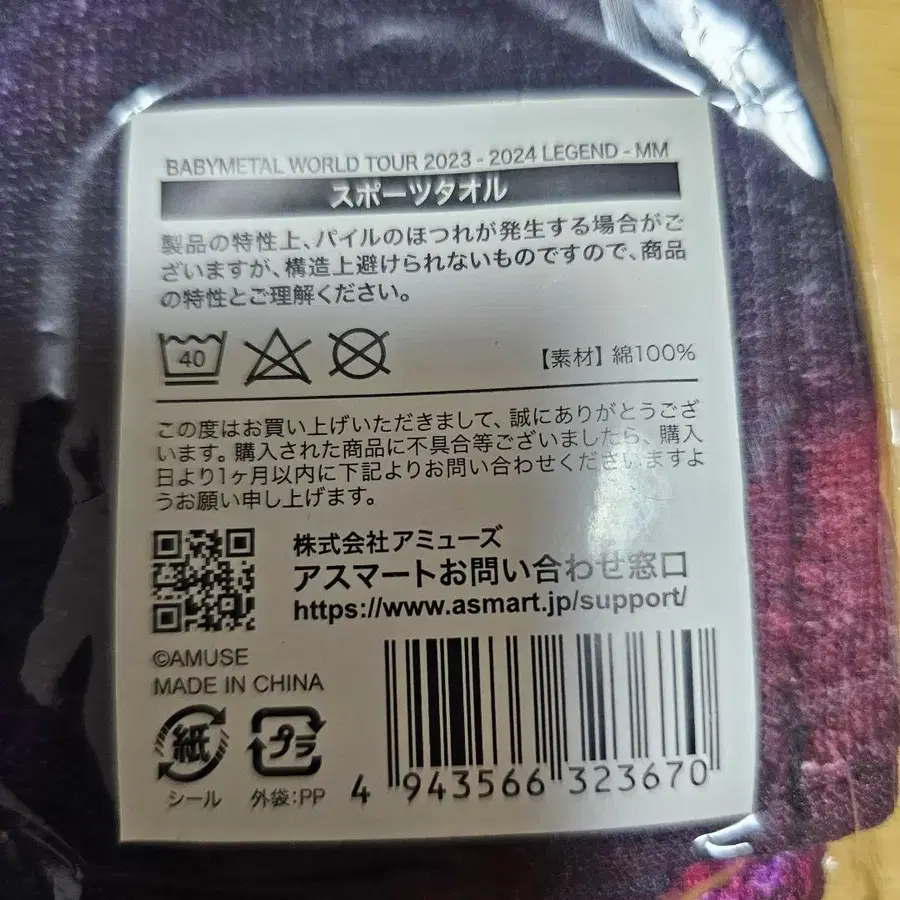 BABYMETAL WORLD TOUR 2023 - 2024 LEGEND - MM
スポーツタオル
製品の特性上、パイルのほつれが発生する場合がご
ざいますが、構造上避けられないものですので、商品
の特性とご理解ください。
40
【素材】綿100%
この度はお買い上げいただきまして、誠にありがとうござ
います。購入された商品に不具合等ございましたら、購入
日より1ヶ月以内に下記よりお問い合わせくださいますよ
うお願い申し上げます。
株式会社アミューズ
アスマートお問い合わせ窓口
https://www.asmart.jp/support/
©AMUSE
MADE IN CHINA
紙
プラ
シール
外袋:PP
4 943566 323670